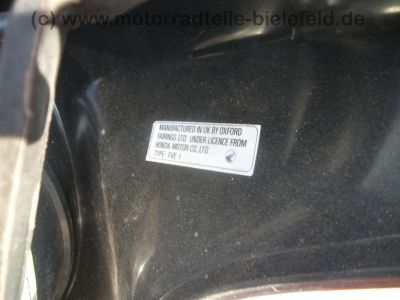 © www.motorradteile-bielefeld.de
MANUFACTURED IN UK BY OXFORD
FAIRINGS LTD. UNDER LICENCE FROM
HONDA MOTOR CO., LTD.
TYPE: FVE-1